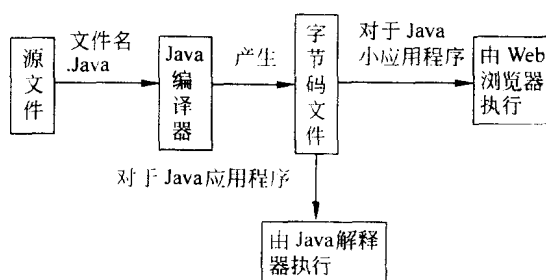 源文件
文件名
.Java
Java
编译器
产生
字节码文件
对于 Java
小应用程序
由 Web
浏览器
执行
对于 Java应用程序
由 Java解释
器执行